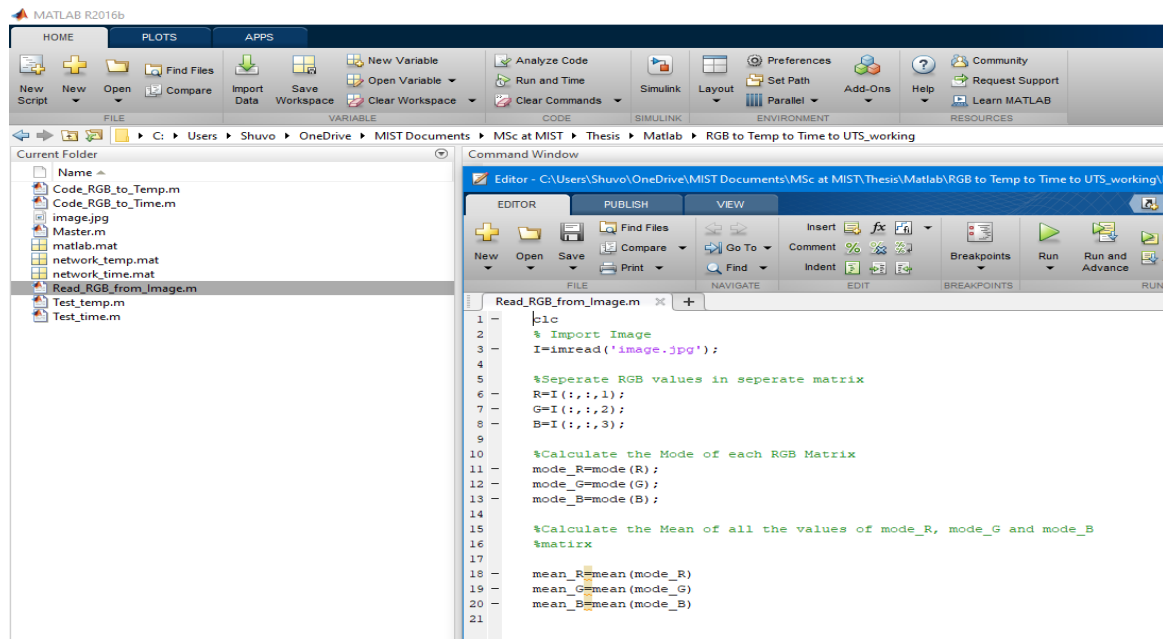 MATLAB R2016b
HOME PLOTS APPS
New Script
New
Open
Find Files
Compare
Import Data
Save Workspace
New Variable
Open Variable
Clear Workspace
Analyze Code
Run and Time
Clear Commands
Simulink
Layout
Preferences
Set Path
Parallel
Add-Ons
Help
Community
Request Support
Learn MATLAB
FILE VARIABLE CODE SIMULINK ENVIRONMENT RESOURCES
C: Users Shuvo OneDrive MIST Documents MSc at MIST Thesis Matlab RGB to Temp to Time to UTS_working
Current Folder
Name
Code_RGB_to_Temp.m
Code_RGB_to_Time.m
image.jpg
Master.m
matlab.mat
network_temp.mat
network_time.mat
Read_RGB_from_Image.m
Test_temp.m
Test_time.m
Command Window
Editor - C:\Users\Shuvo\OneDrive\MIST Documents\MSc at MIST\Thesis\Matlab\RGB to Temp to Time to UTS_working\
EDITOR PUBLISH VIEW
New
Open
Save
Find Files
Compare
Print
Go To
Find
Insert fx
Comment
Indent
Breakpoints
Run
Run and Advance
FILE NAVIGATE EDIT BREAKPOINTS RUN
Read_RGB_from_Image.m
1 clc
2 % Import Image
3 I=imread('image.jpg');
4
5 %Seperate RGB values in seperate matrix
6 R=I(:,:,1);
7 G=I(:,:,2);
8 B=I(:,:,3);
9
10 %Calculate the Mode of each RGB Matrix
11 mode_R=mode(R);
12 mode_G=mode(G);
13 mode_B=mode(B);
14
15 %Calculate the Mean of all the values of mode_R, mode_G and mode_B
16 %matirx
17
18 mean_R=mean(mode_R)
19 mean_G=mean(mode_G)
20 mean_B=mean(mode_B)
21